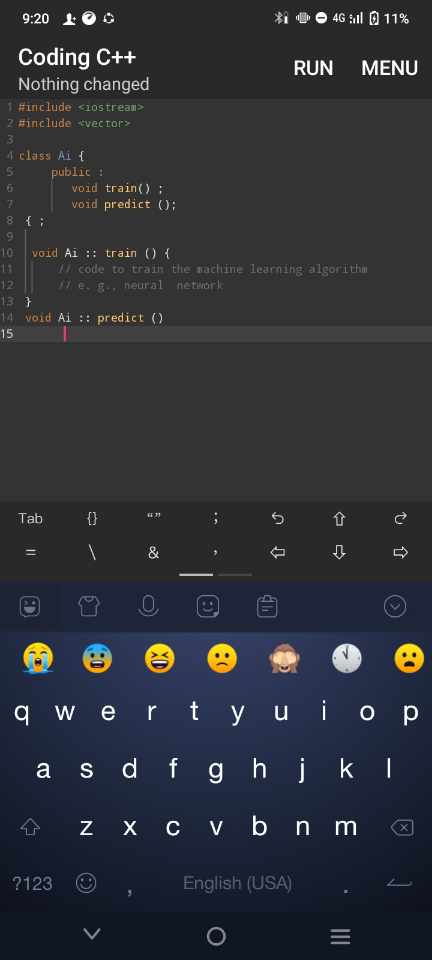 9:20 4G 11%
Coding C++
Nothing changed
RUN MENU
1 #include <iostream>
2 #include <vector>
3
4 class Ai {
5 public :
6 void train() ;
7 void predict ();
8 { ;
9
10 void Ai :: train () {
11 // code to train the machine learning algorithm
12 // e. g., neural network
13 }
14 void Ai :: predict ()
15
Tab {} “” ;
= \ & ,
q w e r t y u i o p
a s d f g h j k l
z x c v b n m
?123 , English (USA) .